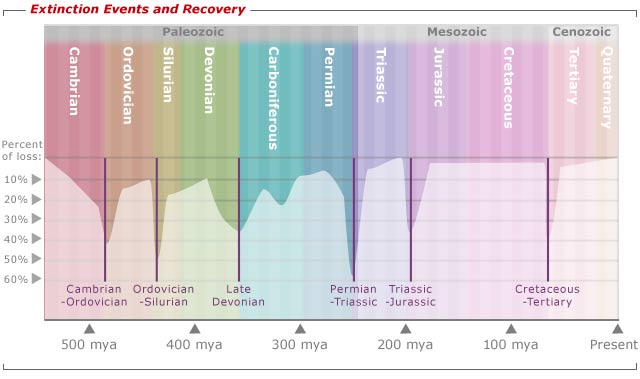 Extinction Events and Recovery
Paleozoic
Mesozoic
Cenozoic
Cambrian
Ordovician
Silurian
Devonian
Carboniferous
Permian
Triassic
Jurassic
Cretaceous
Tertiary
Quaternary
Percent
of loss:
10%
20%
30%
40%
50%
60%
Cambrian
-Ordovician
Ordovician
-Silurian
Late
Devonian
Permian
-Triassic
Triassic
-Jurassic
Cretaceous
-Tertiary
500 mya
400 mya
300 mya
200 mya
100 mya
Present